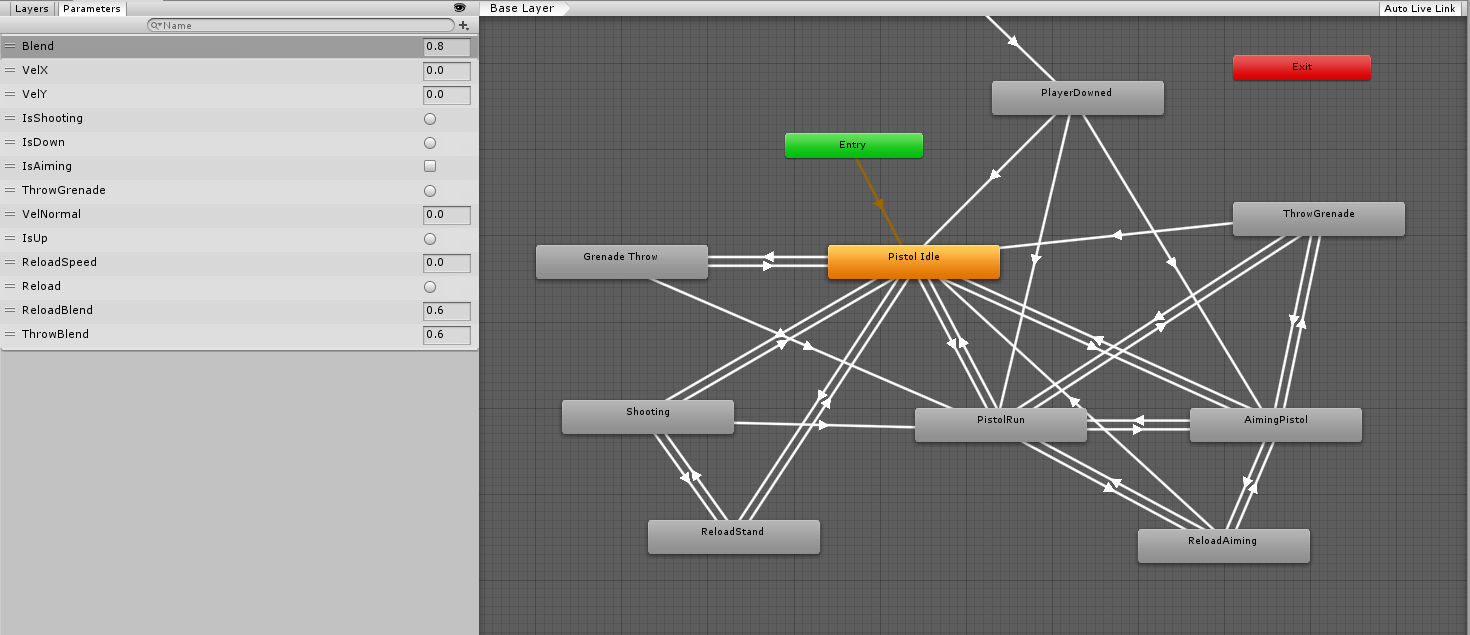 Layers Parameters
Name
Blend 0.8
VelX 0.0
VelY 0.0
IsShooting
IsDown
IsAiming
ThrowGrenade
VelNormal 0.0
IsUp
ReloadSpeed 0.0
Reload
ReloadBlend 0.6
ThrowBlend 0.6
Base Layer Auto Live Link
Exit
PlayerDowned
Entry
ThrowGrenade
Grenade Throw
Pistol Idle
Shooting
PistolRun
AimingPistol
ReloadStand
ReloadAiming